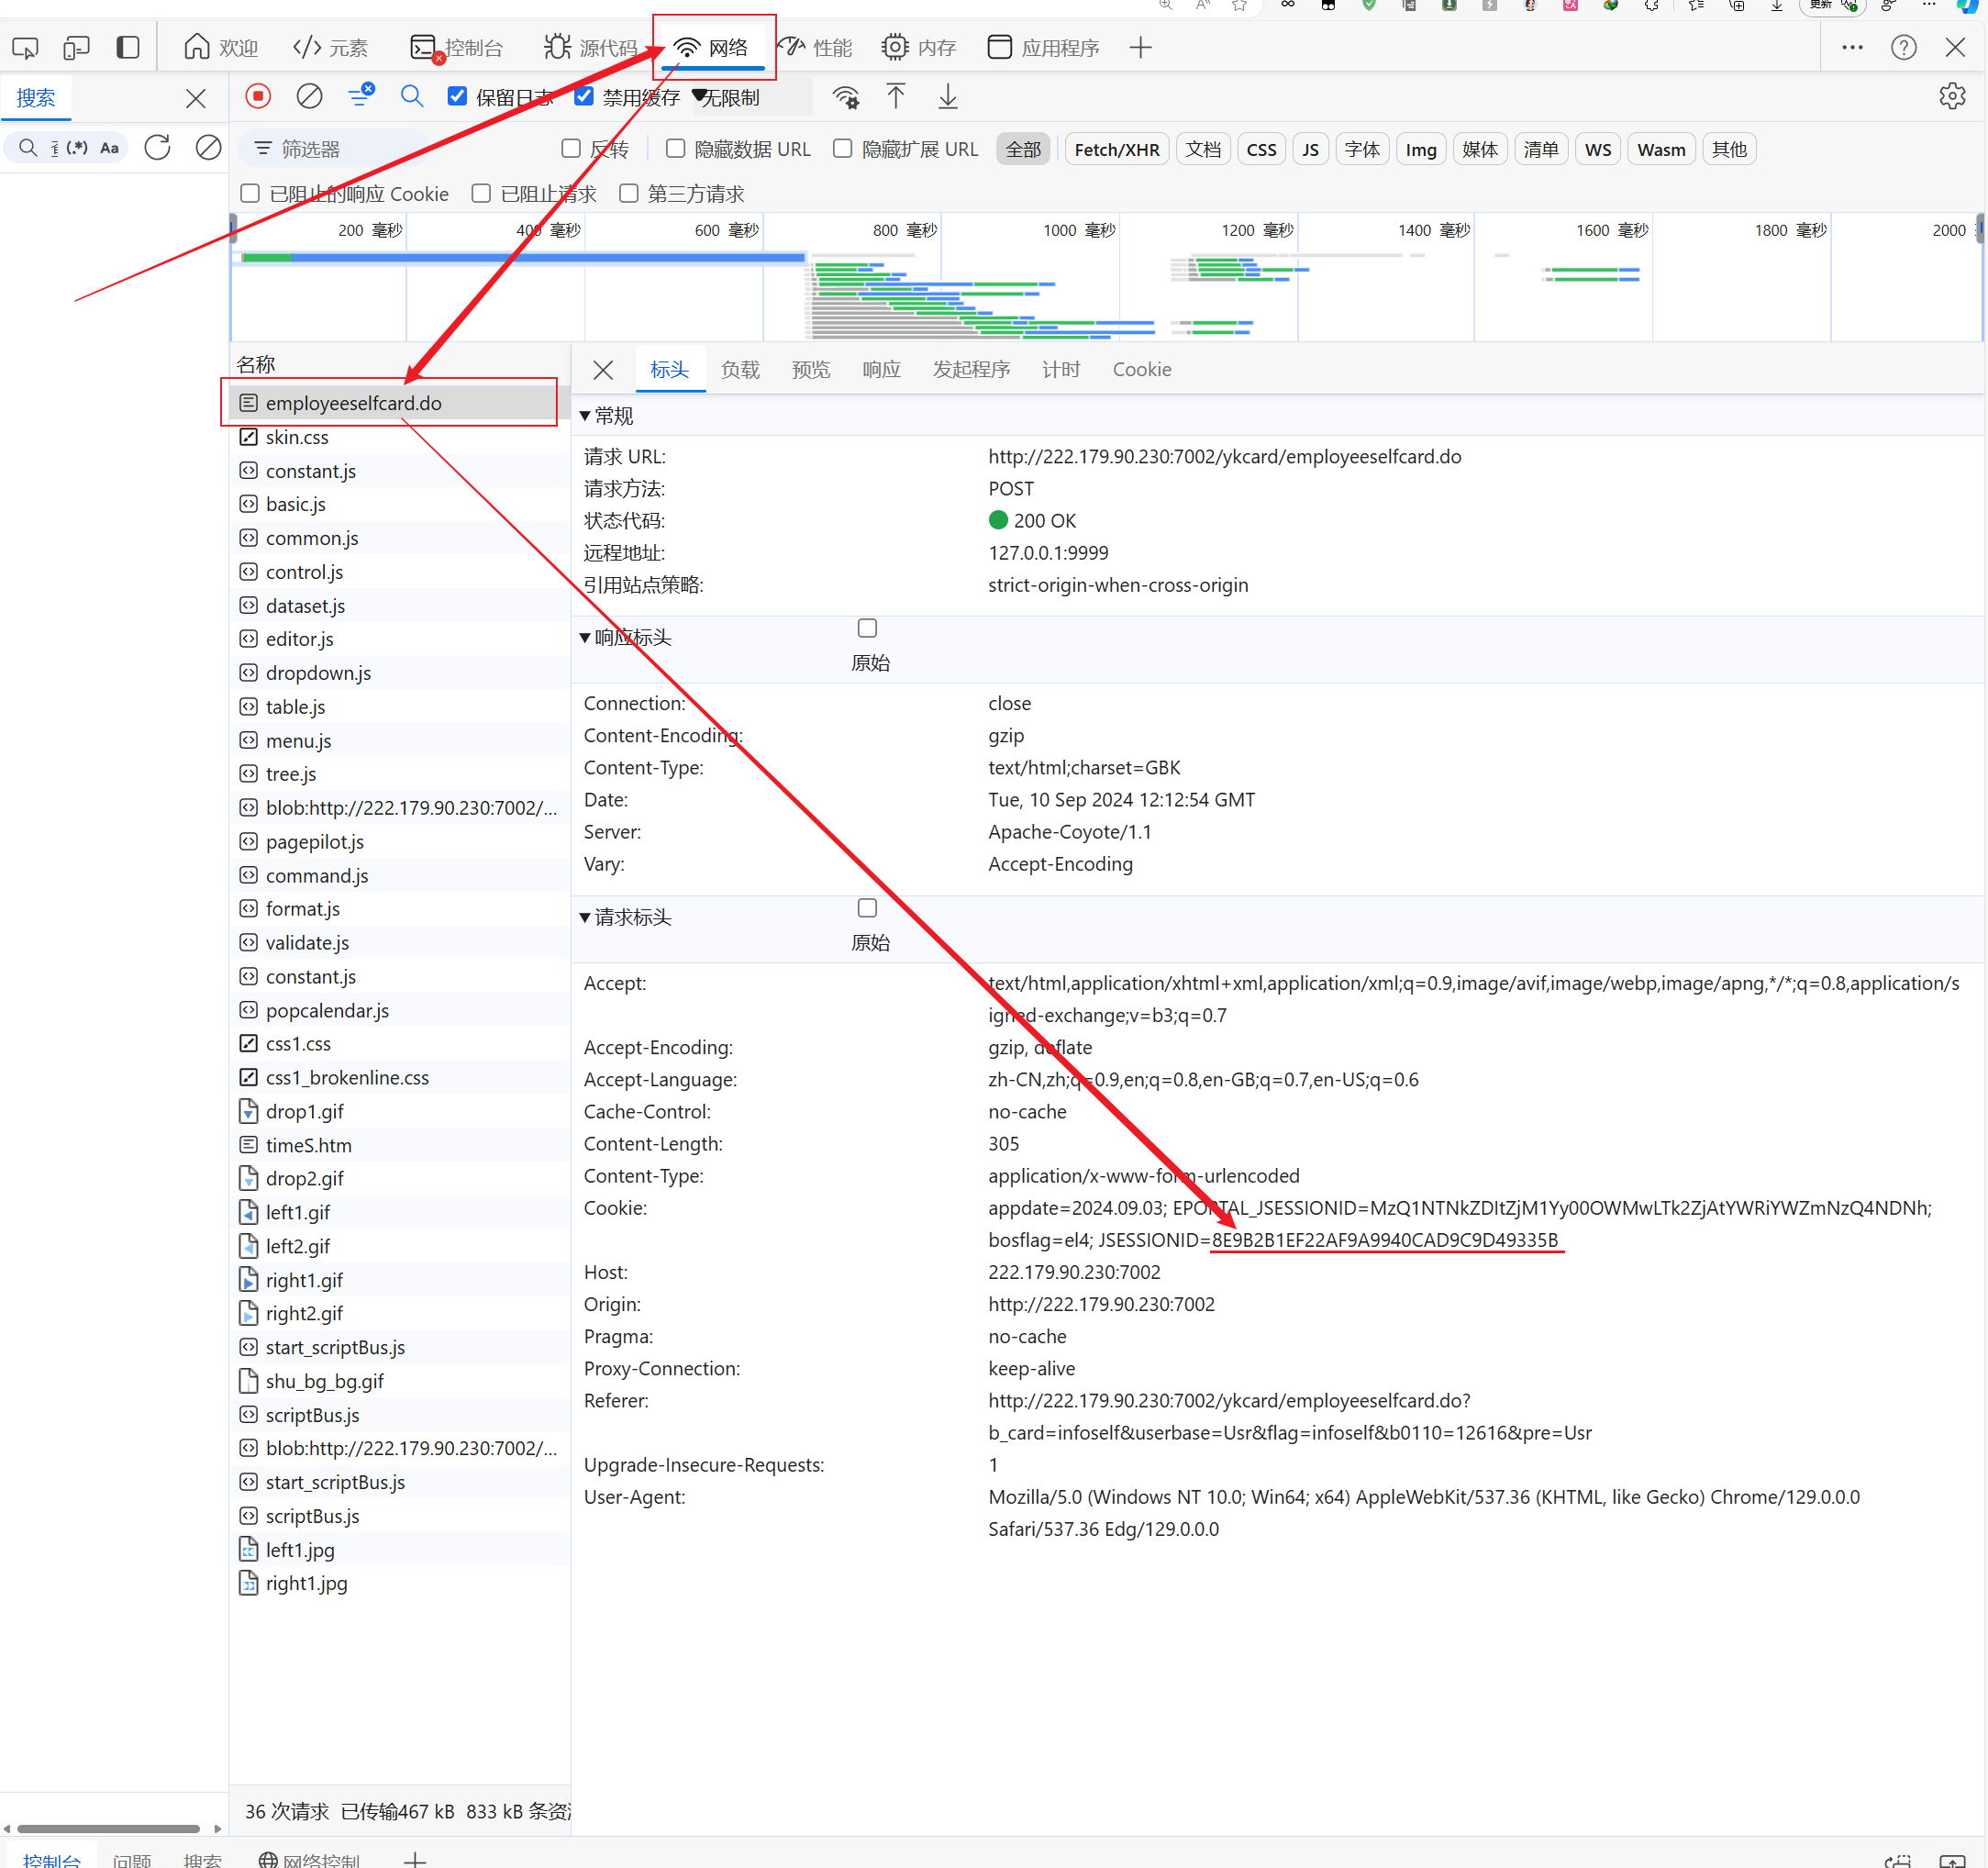 更新
欢迎
元素
控制台
源代码
网络
性能
内存
应用程序
搜索
保留日志
禁用缓存
无限制
(.*)
Aa
筛选器
反转
隐藏数据 URL
隐藏扩展 URL
全部
Fetch/XHR
文档
CSS
JS
字体
Img
媒体
清单
WS
Wasm
其他
已阻止的响应 Cookie
已阻止请求
第三方请求
200 毫秒
400 毫秒
600 毫秒
800 毫秒
1000 毫秒
1200 毫秒
1400 毫秒
1600 毫秒
1800 毫秒
2000
名称
employeeselfcard.do
skin.css
constant.js
basic.js
common.js
control.js
dataset.js
editor.js
dropdown.js
table.js
menu.js
tree.js
blob:http://222.179.90.230:7002/...
pagepilot.js
command.js
format.js
validate.js
constant.js
popcalendar.js
css1.css
css1_brokenline.css
drop1.gif
timeS.htm
drop2.gif
left1.gif
left2.gif
right1.gif
right2.gif
start_scriptBus.js
shu_bg_bg.gif
scriptBus.js
blob:http://222.179.90.230:7002/...
start_scriptBus.js
scriptBus.js
left1.jpg
right1.jpg
36 次请求 已传输467 kB 833 kB 条资
标头
负载
预览
响应
发起程序
计时
Cookie
常规
请求 URL: http://222.179.90.230:7002/ykcard/employeeselfcard.do
请求方法: POST
状态代码: 200 OK
远程地址: 127.0.0.1:9999
引用站点策略: strict-origin-when-cross-origin
响应标头
原始
Connection: close
Content-Encoding: gzip
Content-Type: text/html;charset=GBK
Date: Tue, 10 Sep 2024 12:12:54 GMT
Server: Apache-Coyote/1.1
Vary: Accept-Encoding
请求标头
原始
Accept: text/html,application/xhtml+xml,application/xml;q=0.9,image/avif,image/webp,image/apng,*/*;q=0.8,application/s
igned-exchange;v=b3;q=0.7
Accept-Encoding: gzip, deflate
Accept-Language: zh-CN,zh;q=0.9,en;q=0.8,en-GB;q=0.7,en-US;q=0.6
Cache-Control: no-cache
Content-Length: 305
Content-Type: application/x-www-form-urlencoded
Cookie: appdate=2024.09.03; EPORTAL_JSESSIONID=MzQ1NTNkZDItZjM1Yy00OWMwLTk2ZjAtYWRiYWZmNzQ4NDNh;
bosflag=el4; JSESSIONID=8E9B2B1EF22AF9A9940CAD9C9D49335B
Host: 222.179.90.230:7002
Origin: http://222.179.90.230:7002
Pragma: no-cache
Proxy-Connection: keep-alive
Referer: http://222.179.90.230:7002/ykcard/employeeselfcard.do?
b_card=infoself&userbase=Usr&flag=infoself&b0110=12616&pre=Usr
Upgrade-Insecure-Requests: 1
User-Agent: Mozilla/5.0 (Windows NT 10.0; Win64; x64) AppleWebKit/537.36 (KHTML, like Gecko) Chrome/129.0.0.0
Safari/537.36 Edg/129.0.0.0
控制台
问题
搜索
网络控制